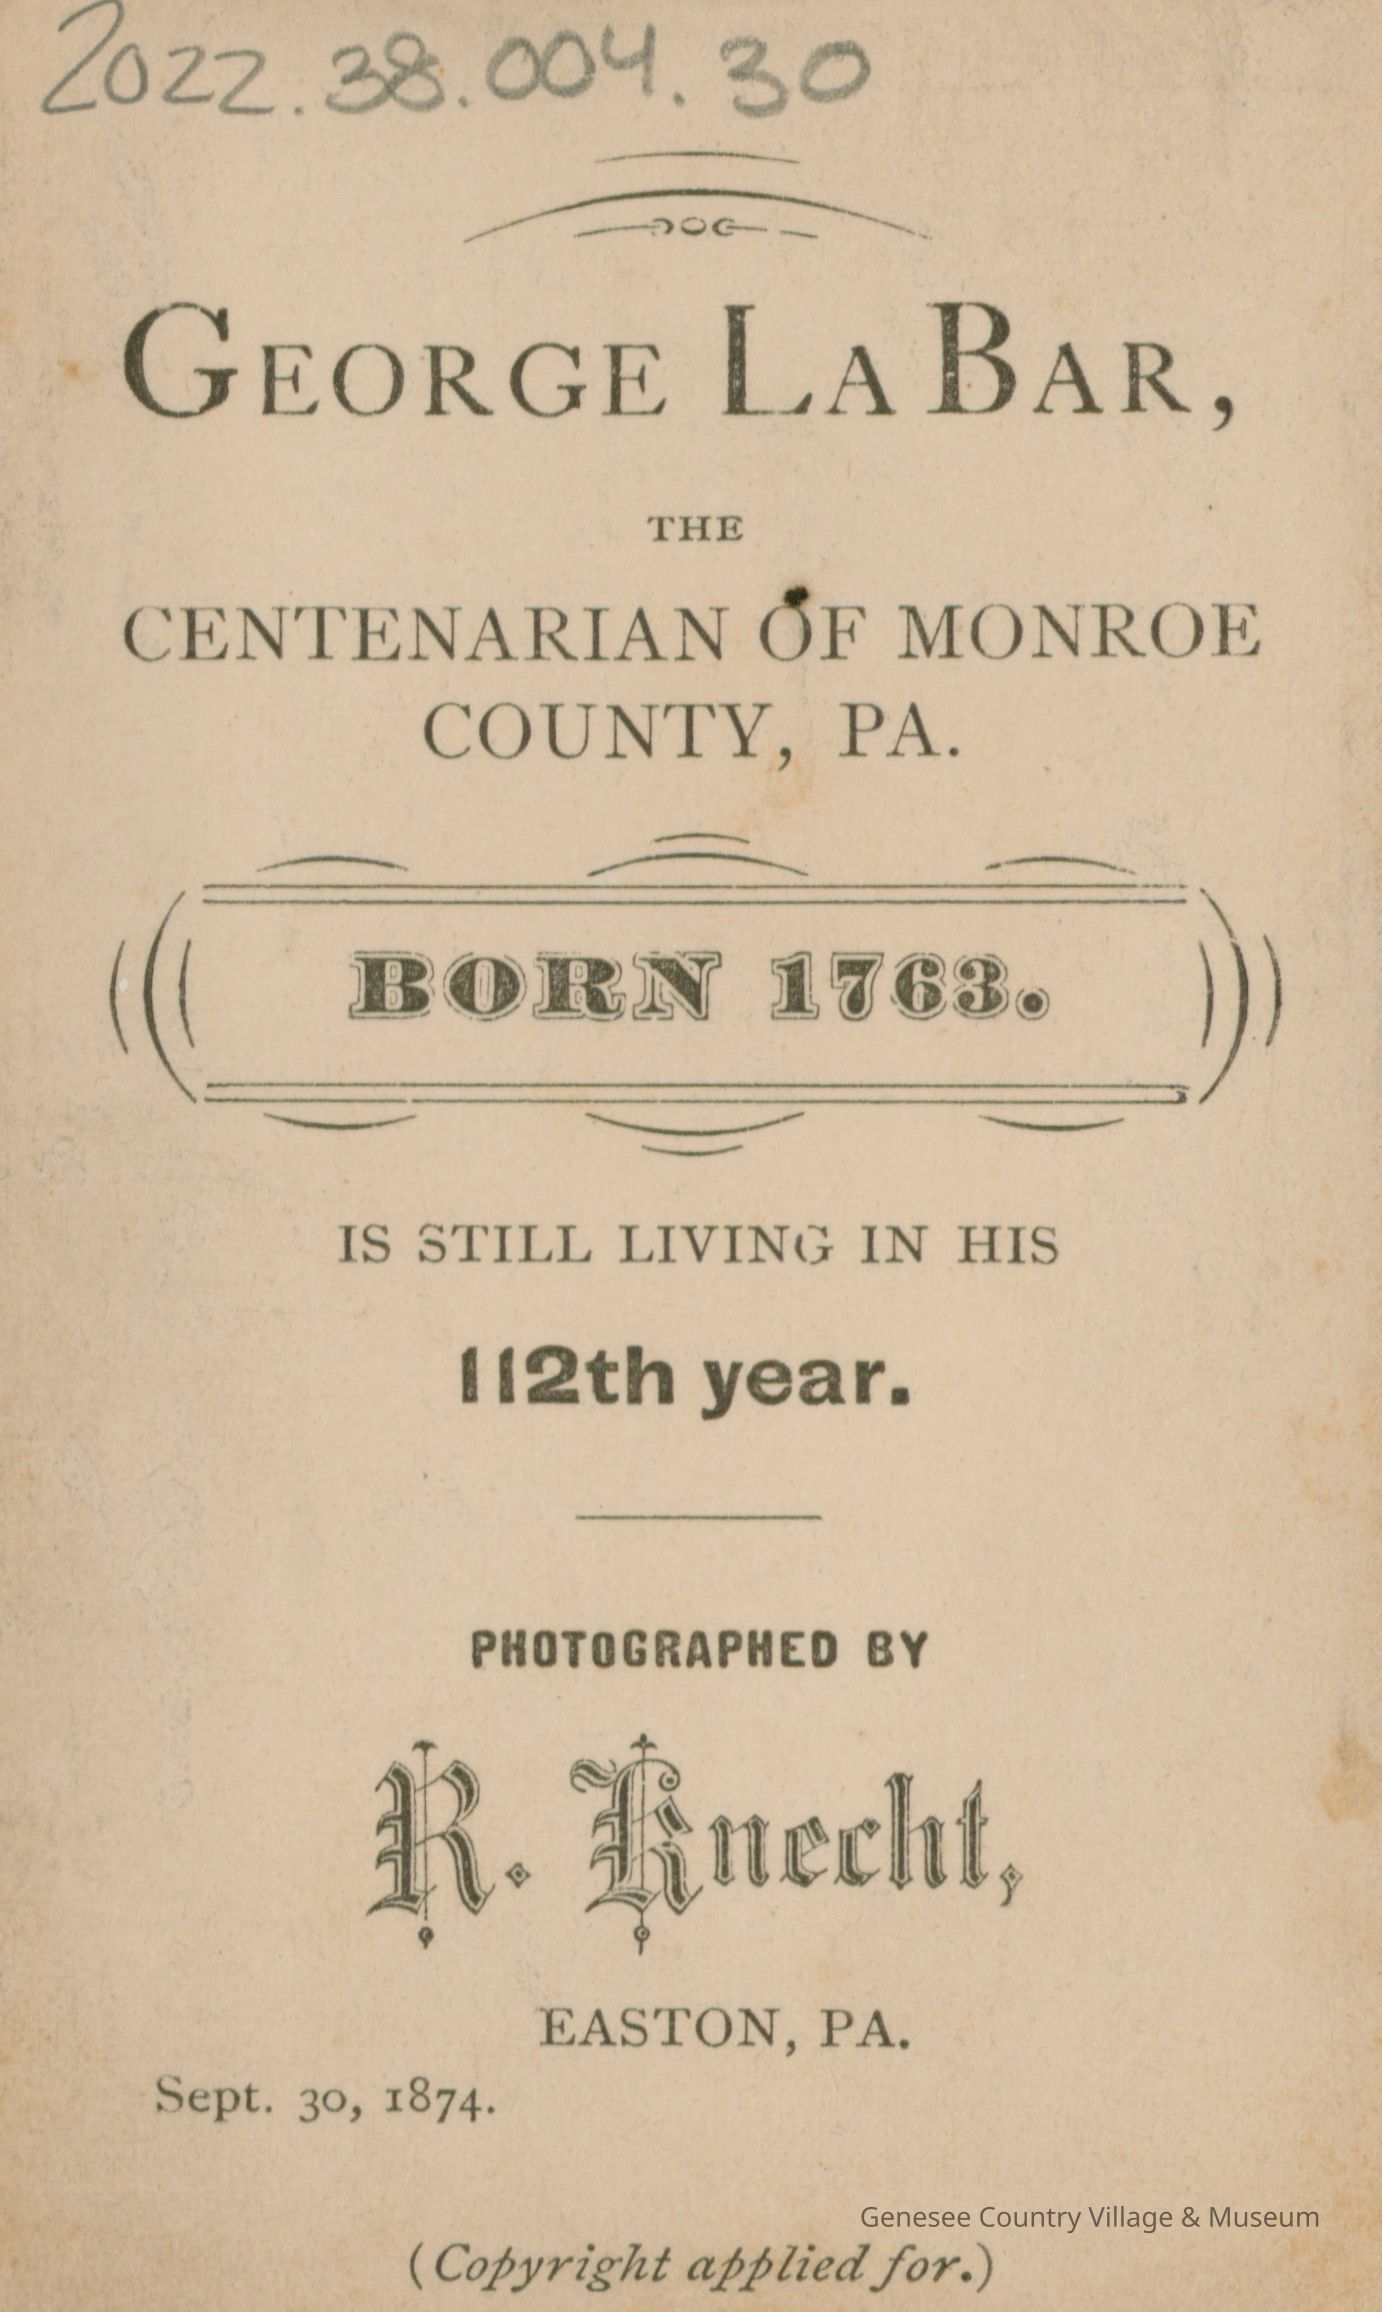 2022.38.004.30
GEORGE LA BAR,
THE
CENTENARIAN OF MONROE
COUNTY, PA.
BORN 1763.
IS STILL LIVING IN HIS
112th year.
PHOTOGRAPHED BY
R. Knecht,
EASTON, PA.
Sept. 30, 1874.
Genesee Country Village & Museum
(Copyright applied for.)